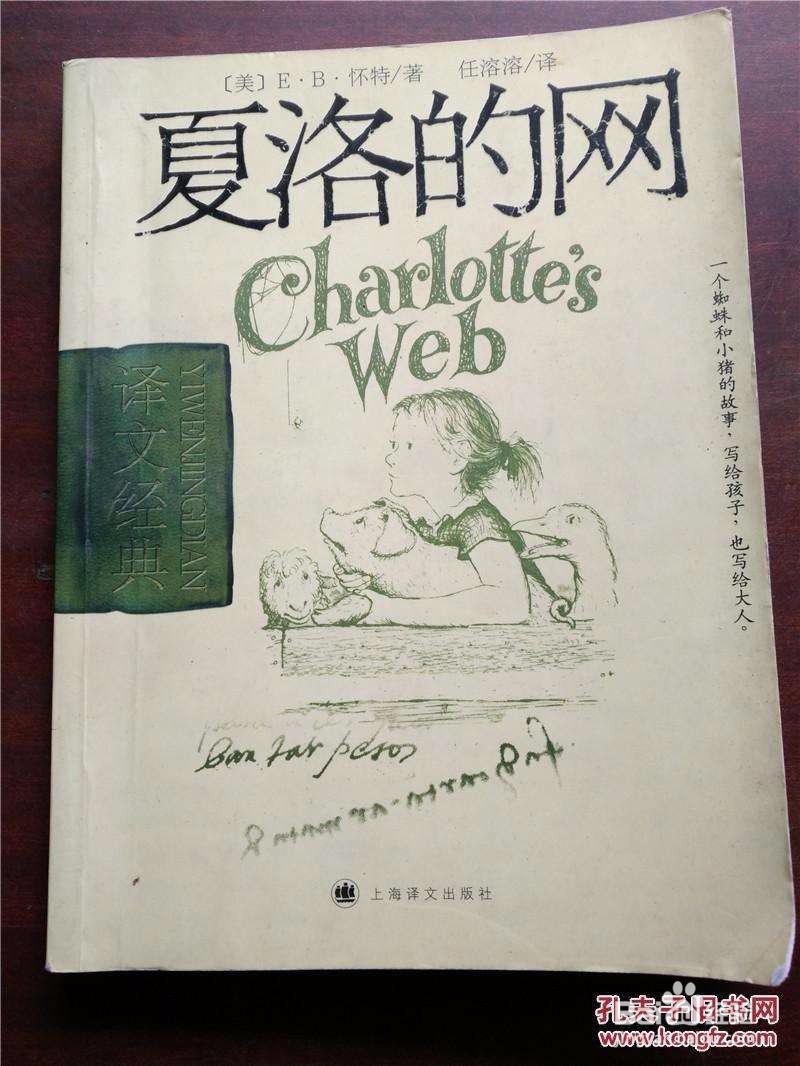 〔美〕E·B·怀特/著 任溶溶/译
夏洛的网
Charlotte's
Web
一个蜘蛛和小猪的故事，写给孩子，也写给大人。
译文经典
YIWENJINGDIAN
上海译文出版社
孔夫子旧书网
www.kongfz.com